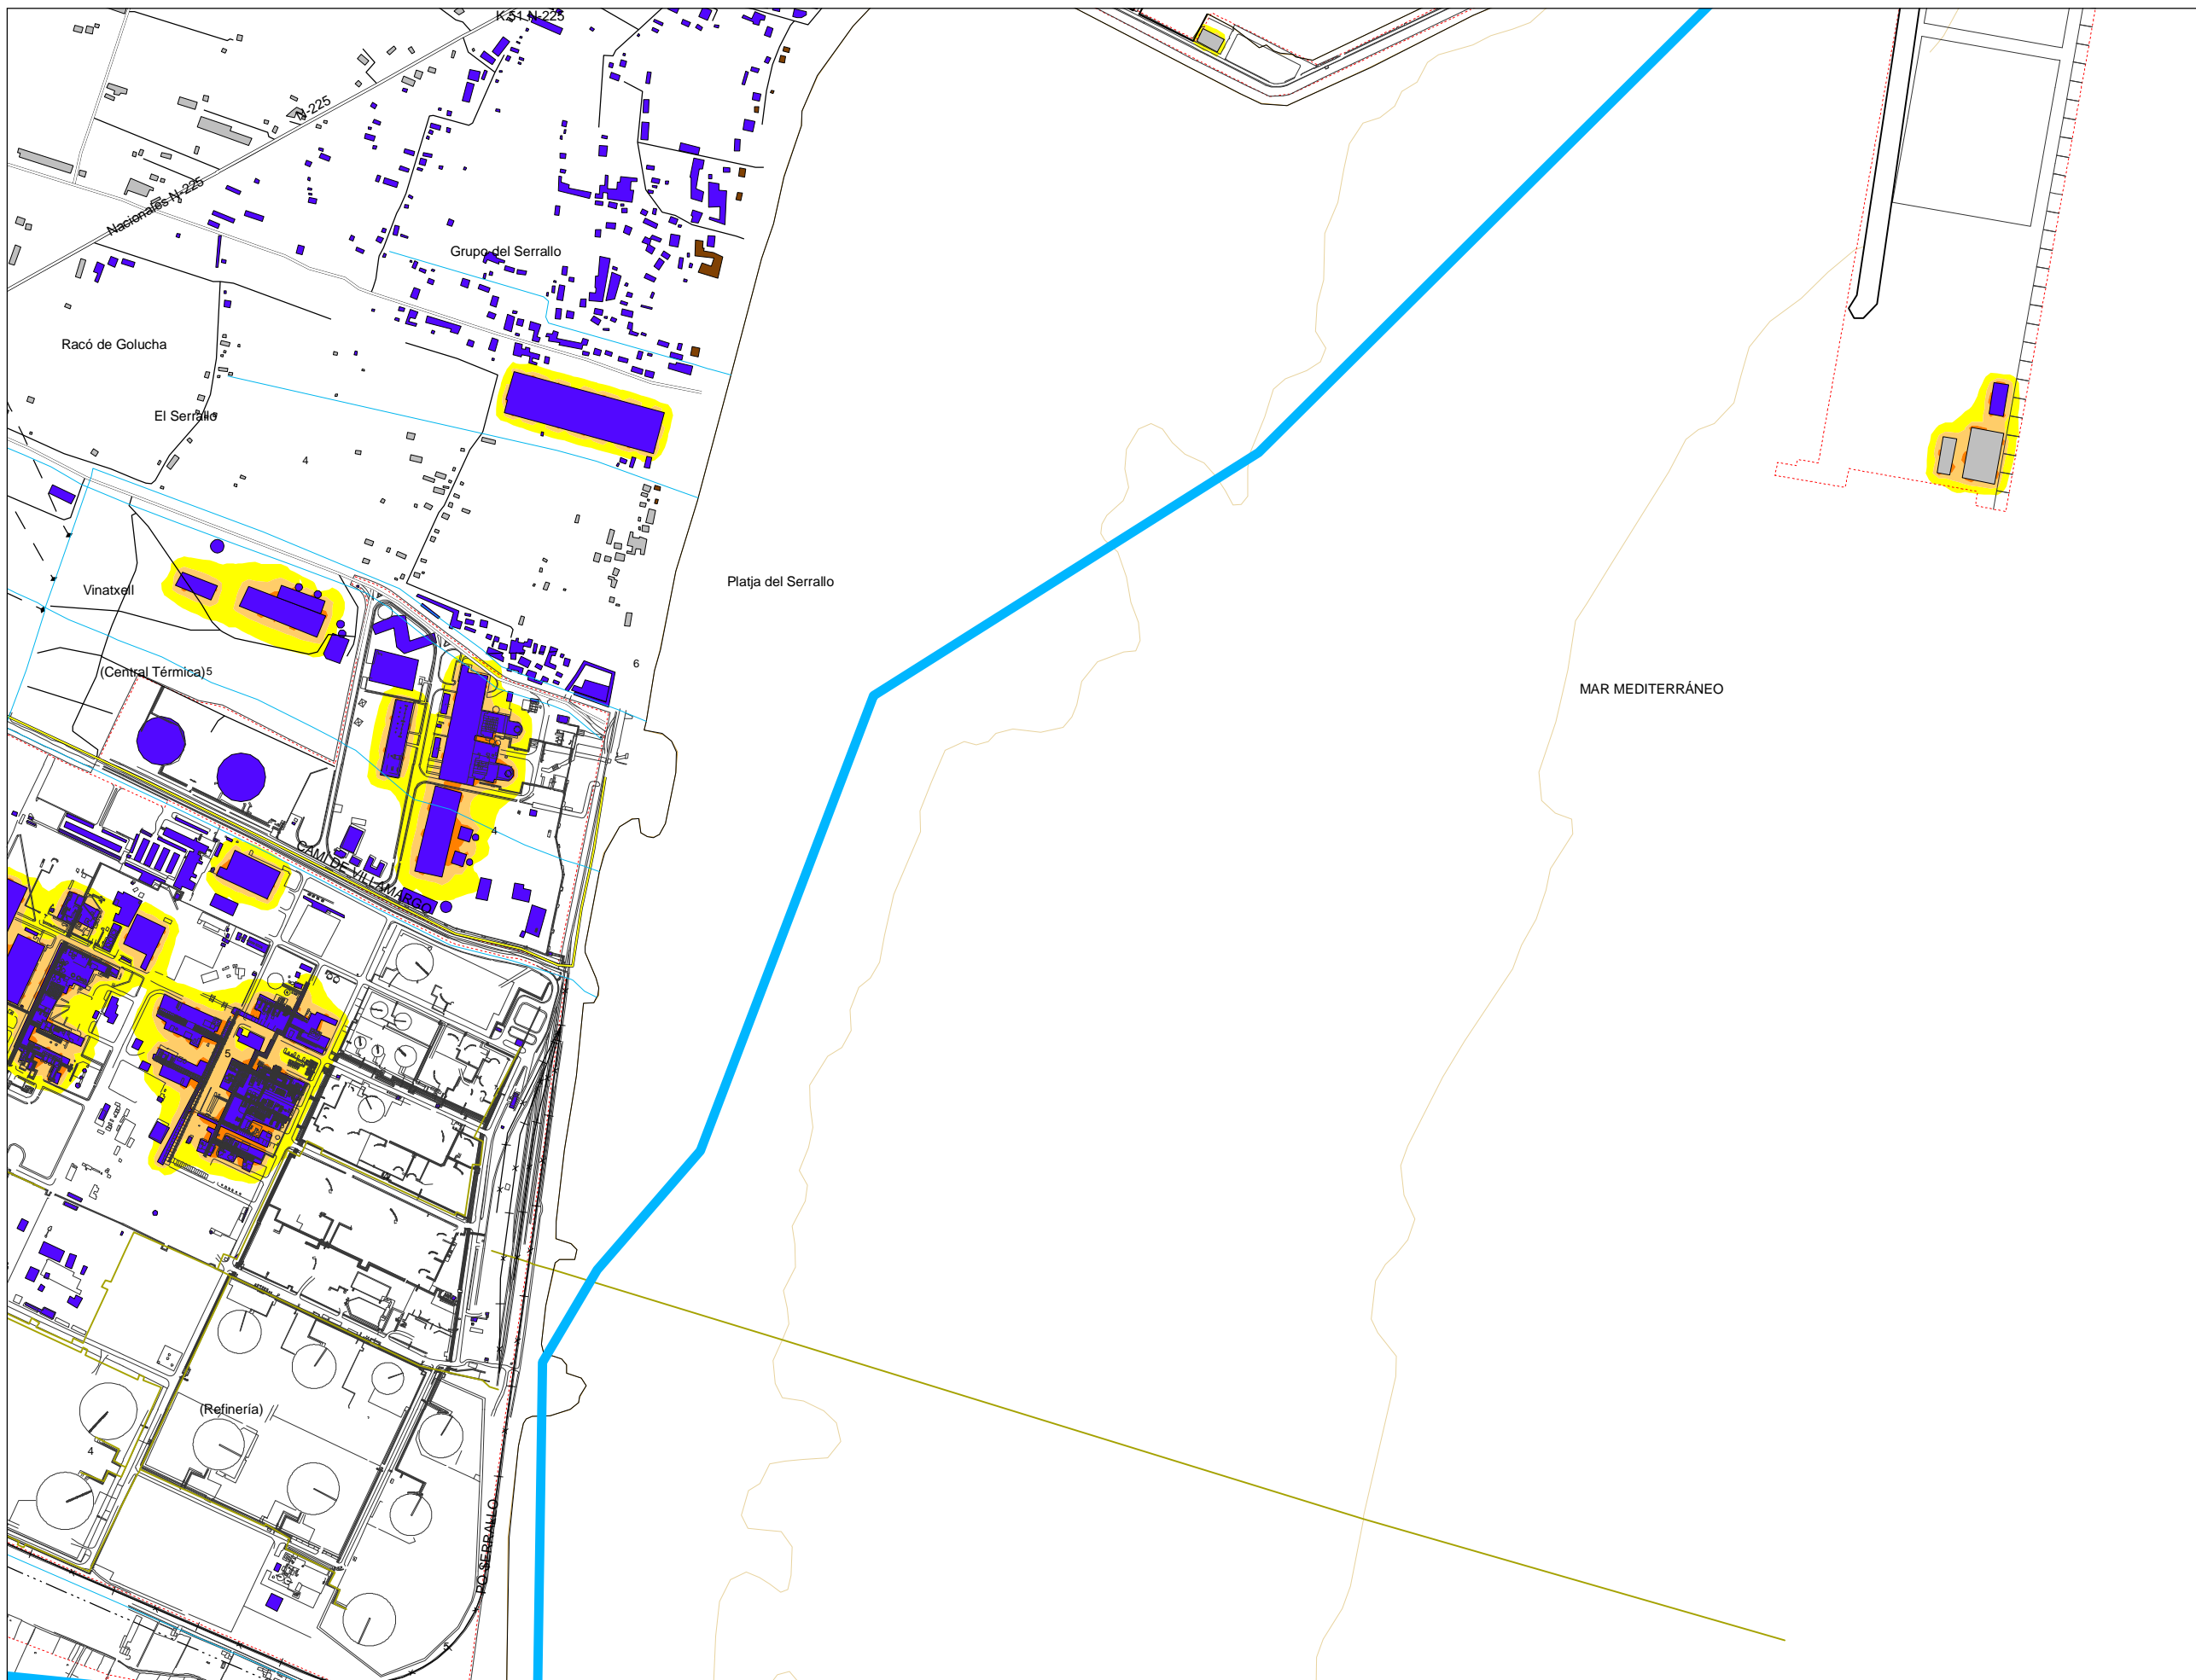 K.51 N-225
N-225
Nacionales N-225
Grupo del Serrallo
Racó de Golucha
El Serrallo
4
Platja del Serrallo
Vinatxell
6
(Central Térmica)5
MAR MEDITERRÁNEO
4
CAMI DE VILLAMARGO
5
(Refinería)
4
PO SERRALLO
5